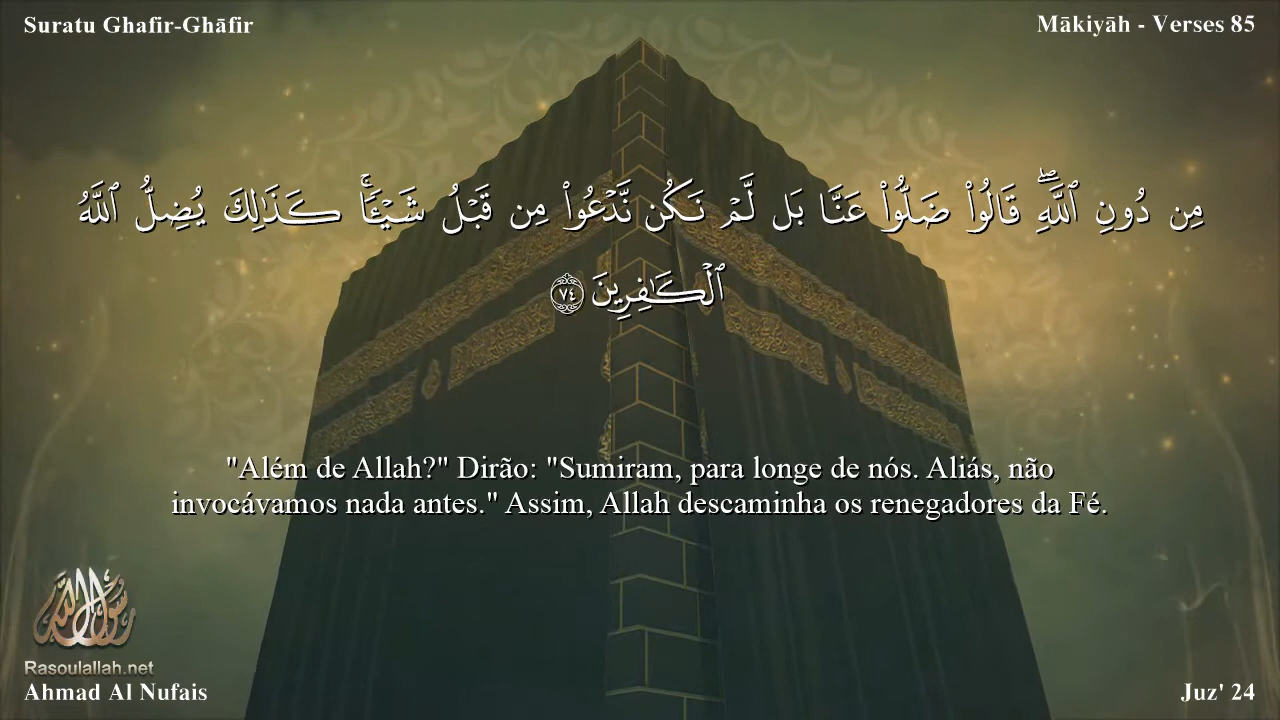 Suratu Ghafir-Ghāfir
Mākiyāh - Verses 85
مِن دُونِ ٱللَّهِۖ قَالُوا۟ ضَلُّوا۟ عَنَّا بَل لَّمْ نَكُن نَّدْعُوا۟ مِن قَبْلُ شَيْـًٔاۚ كَذَٰلِكَ يُضِلُّ ٱللَّهُ
ٱلْكَـٰفِرِينَ ٧٤
"Além de Allah?" Dirão: "Sumiram, para longe de nós. Aliás, não
invocávamos nada antes." Assim, Allah descaminha os renegadores da Fé.
رسول الله
Rasoulallah.net
Ahmad Al Nufais
Juz' 24